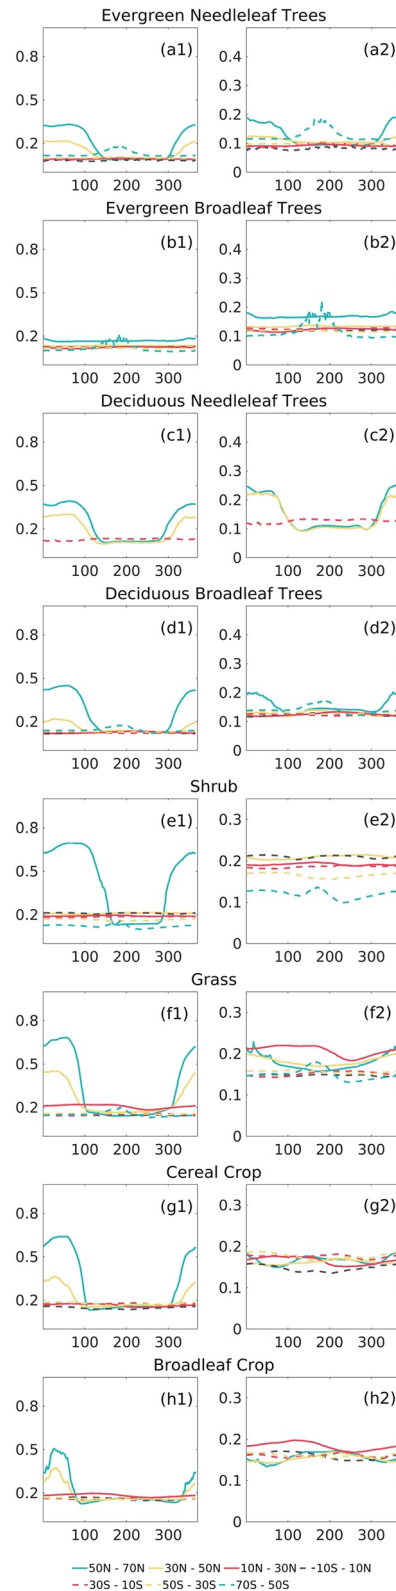 Evergreen Needleleaf Trees
0.8 (a1) 0.4 (a2)
0.5 0.3
0.2 0.2
0.1
100 200 300 0 100 200 300
Evergreen Broadleaf Trees
0.8 (b1) 0.4 (b2)
0.5 0.3
0.2 0.2
0.1
100 200 300 0 100 200 300
Deciduous Needleleaf Trees
0.8 (c1) 0.4 (c2)
0.5 0.3
0.2 0.2
0.1
100 200 300 0 100 200 300
Deciduous Broadleaf Trees
0.8 (d1) 0.4 (d2)
0.5 0.3
0.2 0.2
0.1
100 200 300 0 100 200 300
Shrub
0.8 (e1) 0.3 (e2)
0.5 0.2
0.2 0.1
100 200 300 0 100 200 300
Grass
0.8 (f1) 0.3 (f2)
0.5 0.2
0.2 0.1
100 200 300 0 100 200 300
Cereal Crop
0.8 (g1) 0.3 (g2)
0.5 0.2
0.2 0.1
100 200 300 0 100 200 300
Broadleaf Crop
0.8 (h1) 0.3 (h2)
0.5 0.2
0.2 0.1
100 200 300 0 100 200 300
50N - 70N 30N - 50N 10N - 30N 10S - 10N
30S - 10S 50S - 30S 70S - 50S